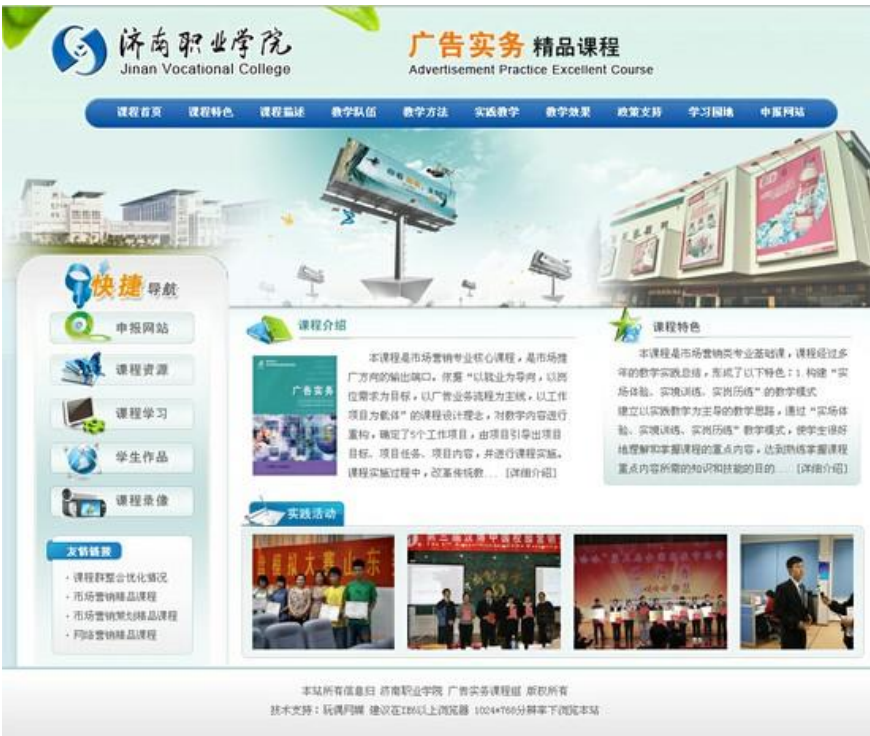 济南职业学院
Jinan Vocational College
广告实务 精品课程
Advertisement Practice Excellent Course
课程首页 课程特色 课程描述 教学队伍 教学方法 实践教学 教学效果 政策支持 学习园地 申报网站
快捷 导航
申报网站
课程资源
课程学习
学生作品
课程录像
友情链接
· 课程群整合优化情况
· 市场营销精品课程
· 市场营销策划精品课程
· 网络营销精品课程
课程介绍
广告实务
本课程是市场营销专业核心课程，是市场推
广方向的输出端口。依据“以就业为导向，以岗
位需求为目标，以广告业务流程为主线，以工作
项目为载体”的课程设计理念，对教学内容进行
重构，确定了5个工作项目，由项目引导出项目
目标、项目任务、项目内容，并进行课程实施。
课程实施过程中，改革传统教... [详细介绍]
课程特色
本课程是市场营销类专业基础课，课程经过多
年的教学实践总结，形成了以下特色：1.构建“实
场体验、实境训练、实岗历练”的教学模式
建立以实践教学为主导的教学思路，通过“实场体
验、实境训练、实岗历练”教学模式，使学生很好
地理解和掌握课程的重点内容，达到熟练掌握课程
重点内容所需的知识和技能的目的.... [详细介绍]
实践活动
本站所有信息归 济南职业学院 广告实务课程组 版权所有
技术支持：玩偶网媒 建议在IE6以上浏览器 1024*768分辨率下浏览本站